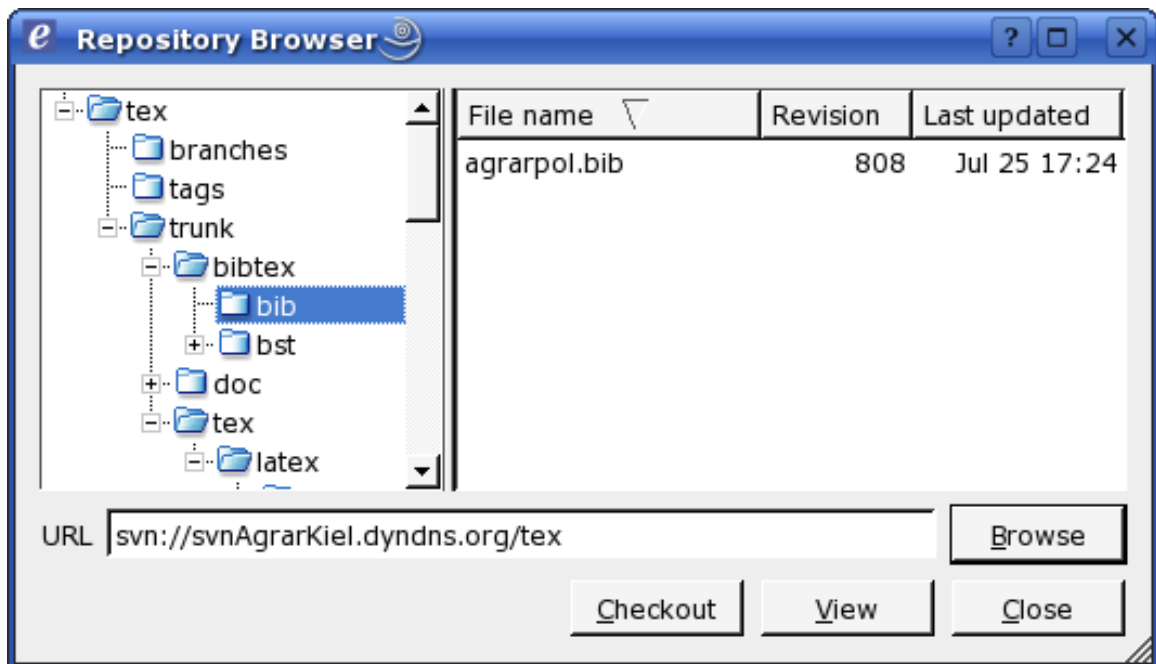 e Repository Browser ?
tex
branches
tags
trunk
bibtex
bib
bst
doc
tex
latex
File name Revision Last updated
agrarpol.bib 808 Jul 25 17:24
URL svn://svnAgrarKiel.dyndns.org/tex Browse
Checkout View Close